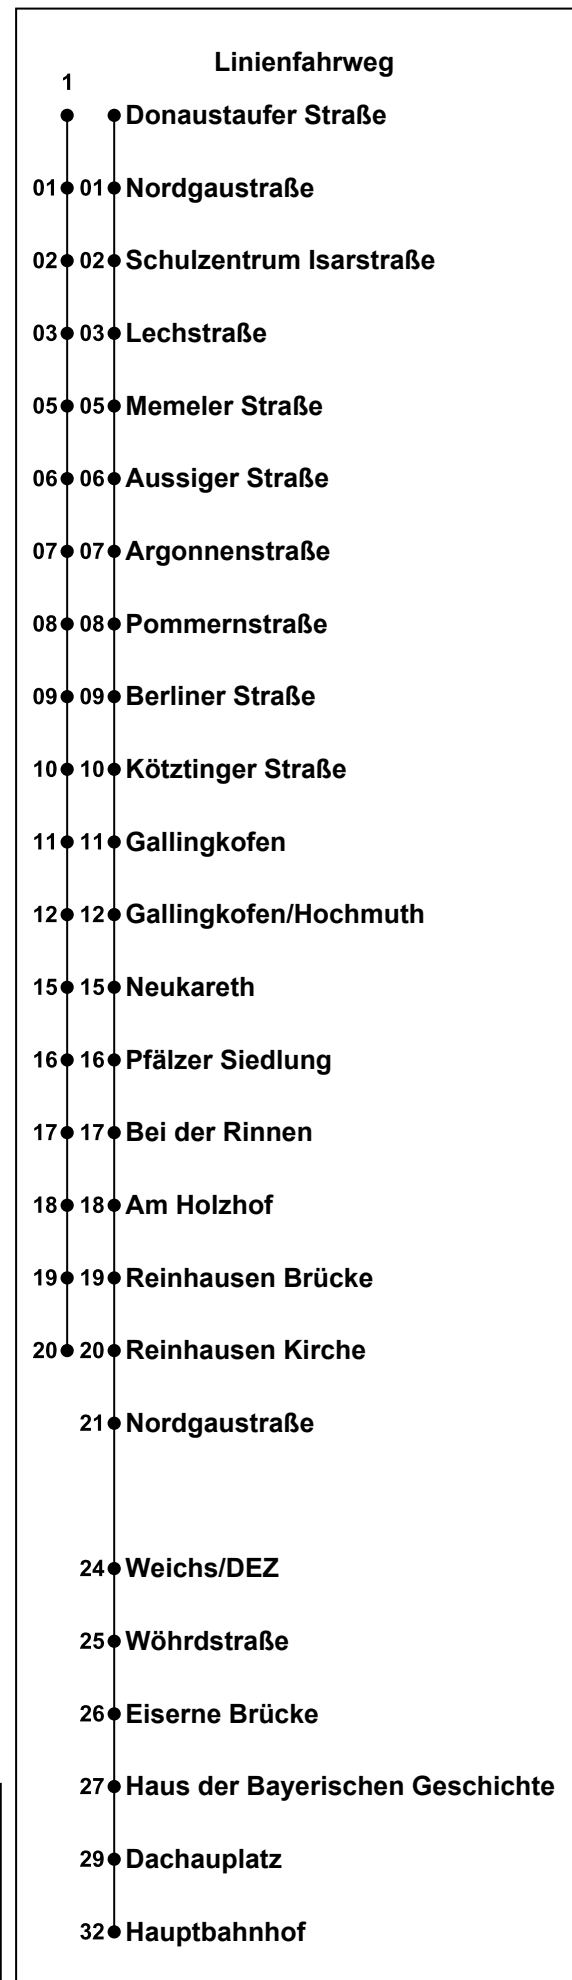 Linienfahrweg
1
Donaustaufer Straße
01 01 Nordgaustraße
02 02 Schulzentrum Isarstraße
03 03 Lechstraße
05 05 Memeler Straße
06 06 Aussiger Straße
07 07 Argonnenstraße
08 08 Pommernstraße
09 09 Berliner Straße
10 10 Kötztinger Straße
11 11 Gallingkofen
12 12 Gallingkofen/Hochmuth
15 15 Neukareth
16 16 Pfälzer Siedlung
17 17 Bei der Rinnen
18 18 Am Holzhof
19 19 Reinhausen Brücke
20 20 Reinhausen Kirche
21 Nordgaustraße
24 Weichs/DEZ
25 Wöhrdstraße
26 Eiserne Brücke
27 Haus der Bayerischen Geschichte
29 Dachauplatz
32 Hauptbahnhof